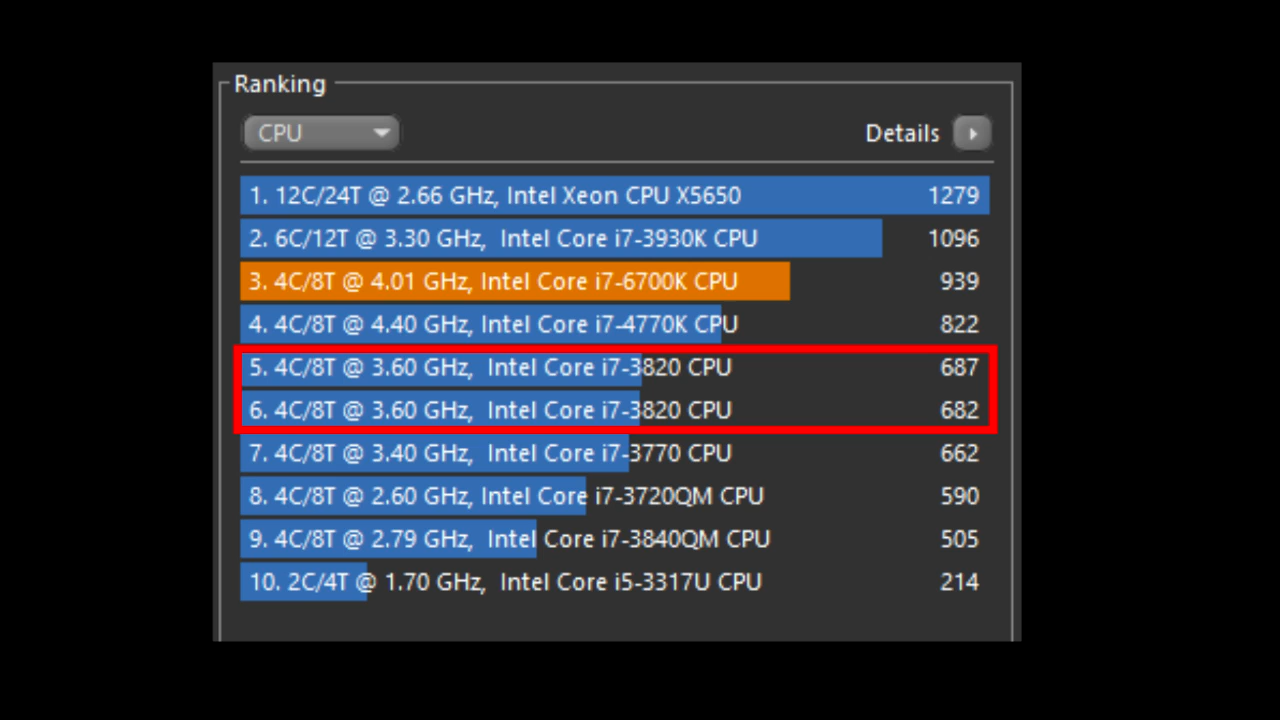 Ranking
CPU Details
1. 12C/24T @ 2.66 GHz, Intel Xeon CPU X5650 1279
2. 6C/12T @ 3.30 GHz,  Intel Core i7-3930K CPU 1096
3. 4C/8T @ 4.01 GHz, Intel Core i7-6700K CPU 939
4. 4C/8T @ 4.40 GHz, Intel Core i7-4770K CPU 822
5. 4C/8T @ 3.60 GHz,  Intel Core i7-3820 CPU 687
6. 4C/8T @ 3.60 GHz,  Intel Core i7-3820 CPU 682
7. 4C/8T @ 3.40 GHz,  Intel Core i7-3770 CPU 662
8. 4C/8T @ 2.60 GHz, Intel Core i7-3720QM CPU 590
9. 4C/8T @ 2.79 GHz,  Intel Core i7-3840QM CPU 505
10. 2C/4T @ 1.70 GHz,  Intel Core i5-3317U CPU 214